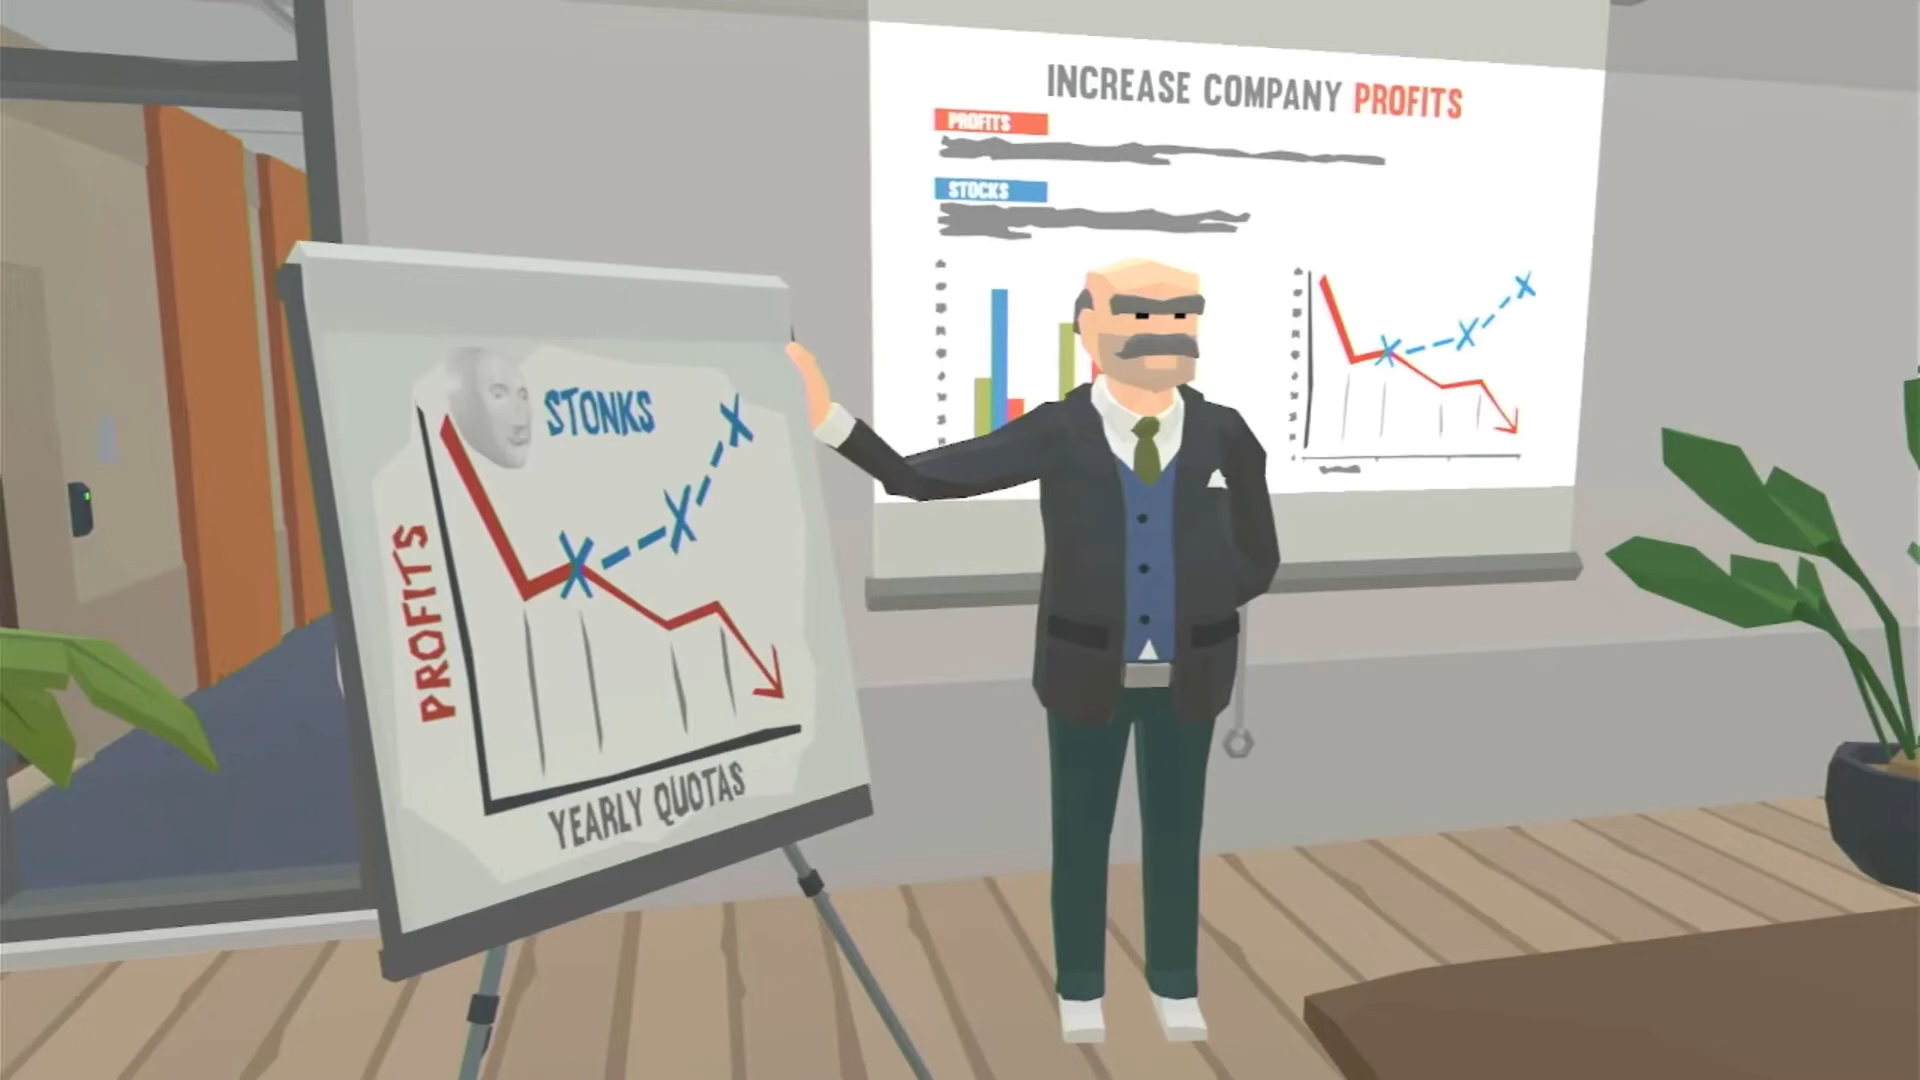 INCREASE COMPANY PROFITS
PROFITS
STOCKS
STONKS
PROFITS
YEARLY QUOTAS